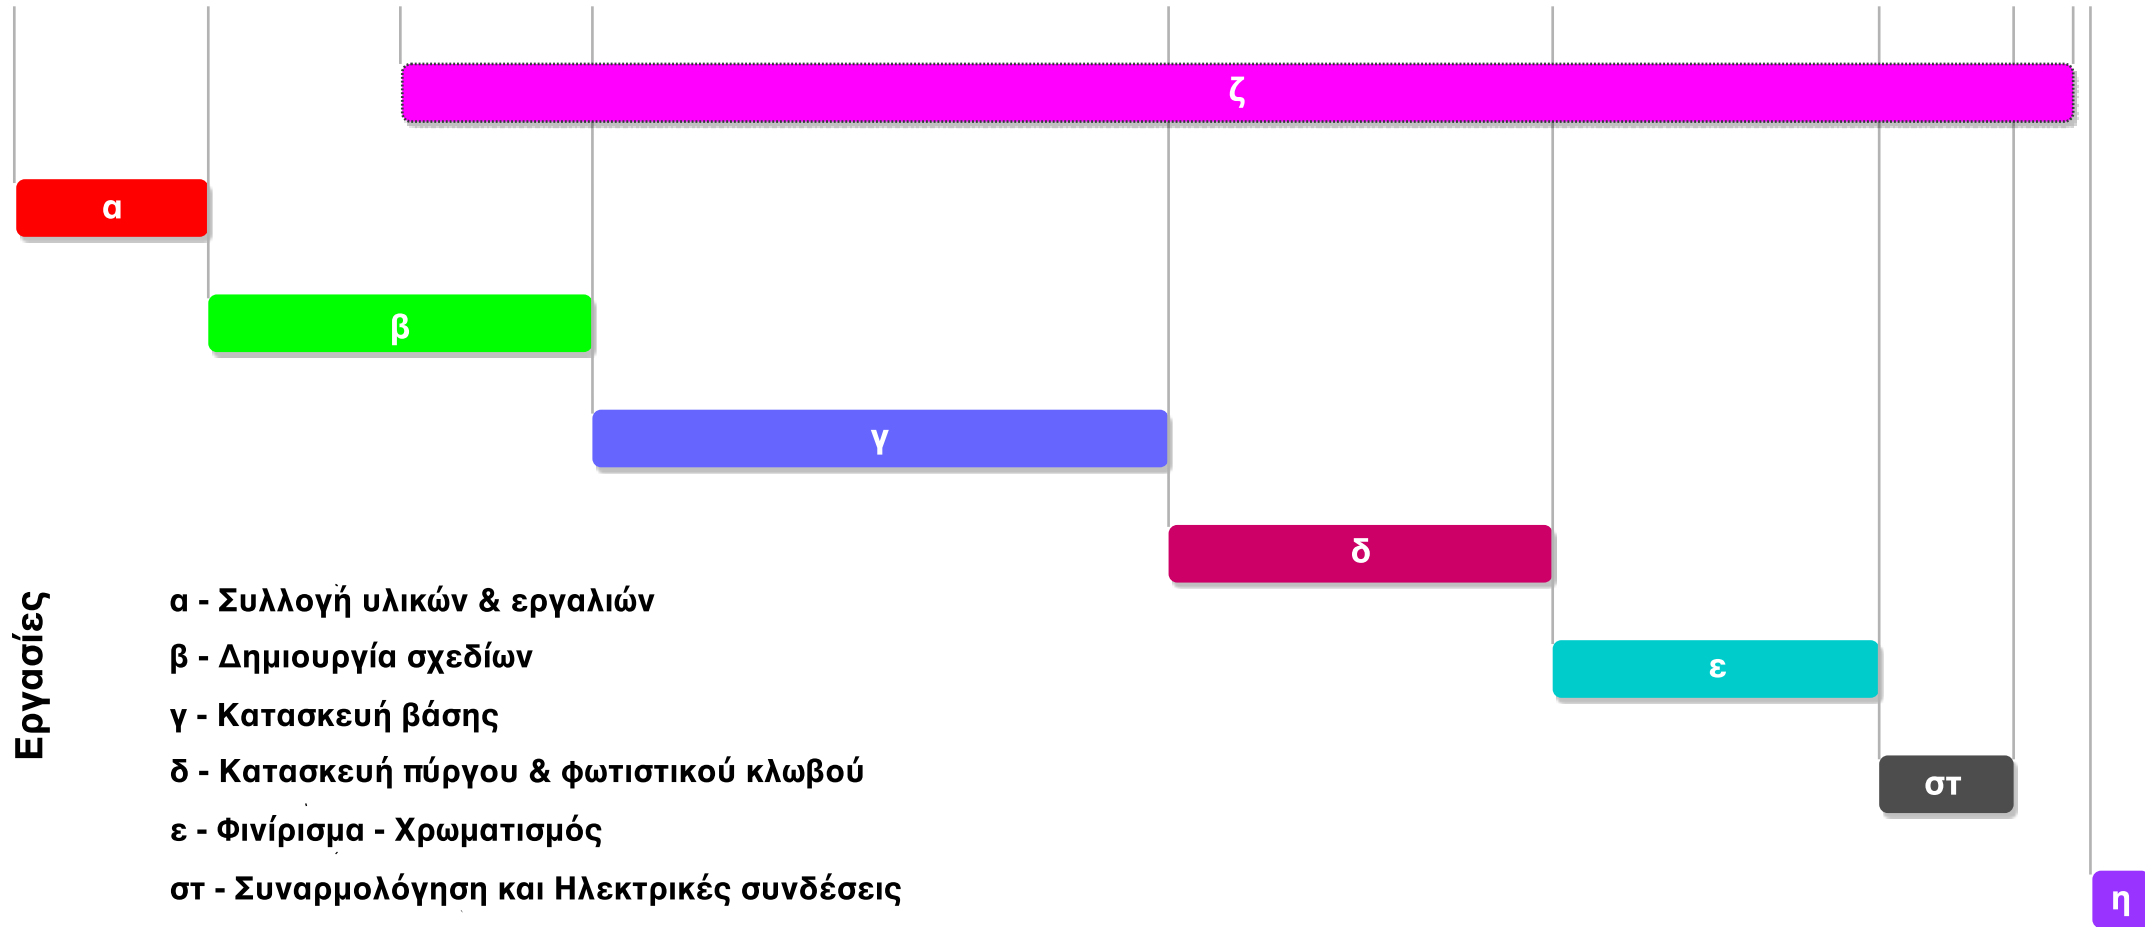 ζ
α
β
γ
δ
ε
στ
η
Εργασίες
α - Συλλογή υλικών & εργαλιών
β - Δημιουργία σχεδίων
γ - Κατασκευή βάσης
δ - Κατασκευή πύργου & φωτιστικού κλωβού
ε - Φινίρισμα - Χρωματισμός
στ - Συναρμολόγηση και Ηλεκτρικές συνδέσεις